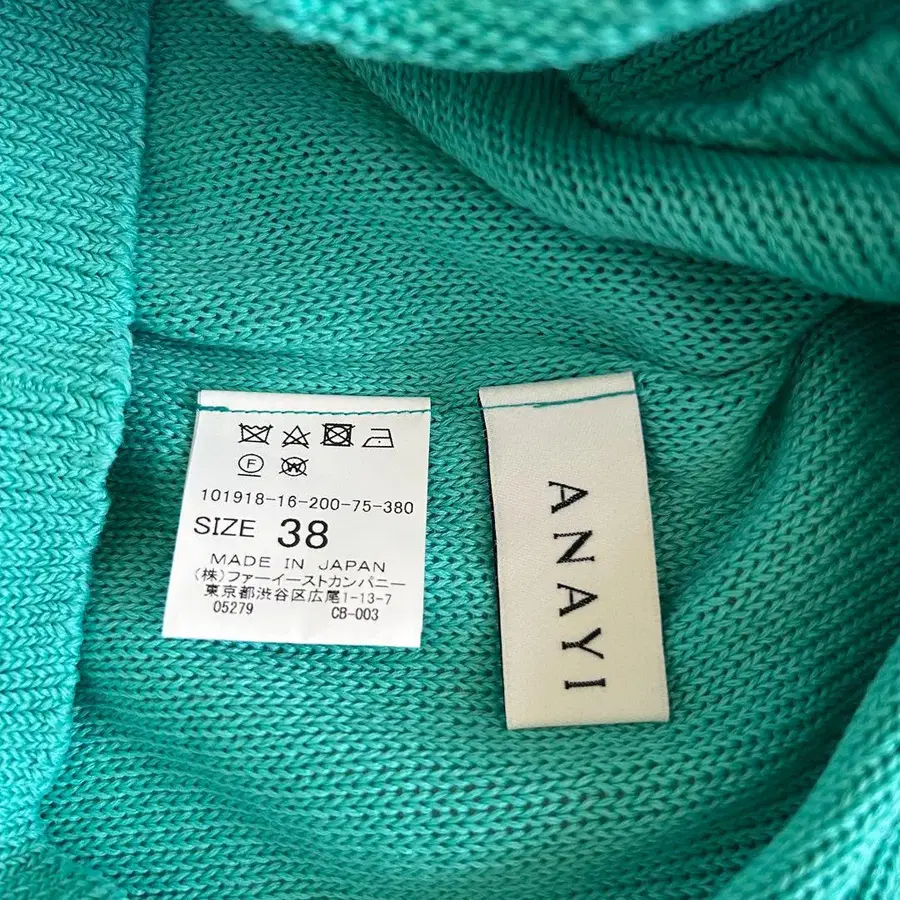 F W
101918-16-200-75-380
SIZE 38
MADE IN JAPAN
(株)ファーイーストカンパニー
東京都渋谷区広尾1-13-7
05279 CB-003
ANAYI